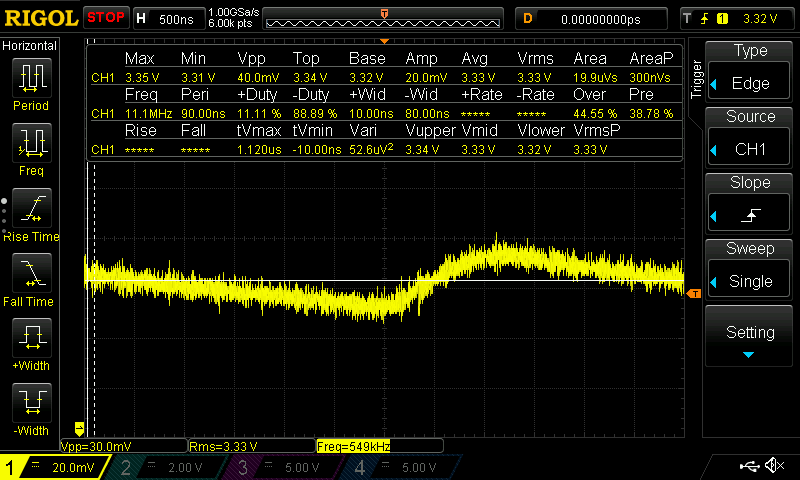 RIGOL STOP H 500ns 1.00GSa/s 6.00k pts T D 0.00000000ps T 1 3.32 V
Horizontal
Period
Freq
Rise Time
Fall Time
+Width
-Width
Max Min Vpp Top Base Amp Avg Vrms Area AreaP
CH1 3.35 V 3.31 V 40.0mV 3.34 V 3.32 V 20.0mV 3.33 V 3.33 V 19.9uVs 300nVs
Freq Peri +Duty -Duty +Wid -Wid +Rate -Rate Over Pre
CH1 11.1MHz 90.00ns 11.11 % 88.89 % 10.00ns 80.00ns ***** ***** 44.55 % 38.78 %
Rise Fall tVmax tVmin Vari Vupper Vmid Vlower VrmsP
CH1 ***** ***** 1.120us -10.00ns 52.6uV² 3.34 V 3.33 V 3.32 V 3.33 V
T
Trigger
Type
Edge
Source
CH1
Slope
Sweep
Single
Setting
Vpp=30.0mV Rms=3.33 V Freq=549kHz
1 20.0mV 2 2.00 V 3 5.00 V 4 5.00 V